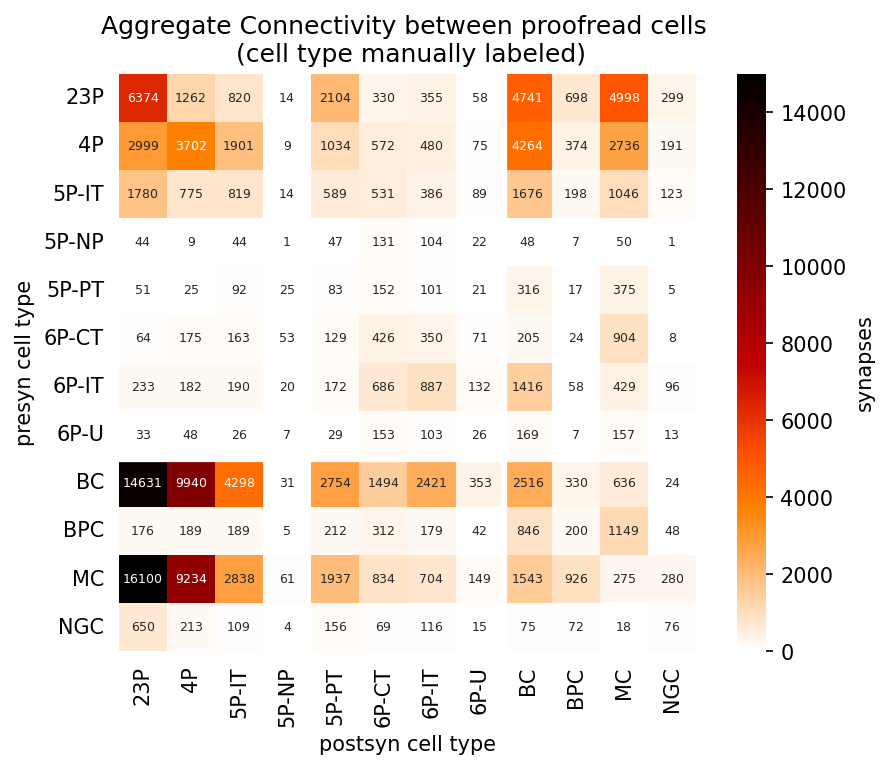 Aggregate Connectivity between proofread cells
(cell type manually labeled)
23P 6374 1262 820 14 2104 330 355 58 4741 698 4998 299
4P 2999 3702 1901 9 1034 572 480 75 4264 374 2736 191
5P-IT 1780 775 819 14 589 531 386 89 1676 198 1046 123
5P-NP 44 9 44 1 47 131 104 22 48 7 50 1
5P-PT 51 25 92 25 83 152 101 21 316 17 375 5
6P-CT 64 175 163 53 129 426 350 71 205 24 904 8
6P-IT 233 182 190 20 172 686 887 132 1416 58 429 96
6P-U 33 48 26 7 29 153 103 26 169 7 157 13
BC 14631 9940 4298 31 2754 1494 2421 353 2516 330 636 24
BPC 176 189 189 5 212 312 179 42 846 200 1149 48
MC 16100 9234 2838 61 1937 834 704 149 1543 926 275 280
NGC 650 213 109 4 156 69 116 15 75 72 18 76
23P 4P 5P-IT 5P-NP 5P-PT 6P-CT 6P-IT 6P-U BC BPC MC NGC
postsyn cell type
presyn cell type
14000
12000
10000
8000
6000
4000
2000
0
synapses